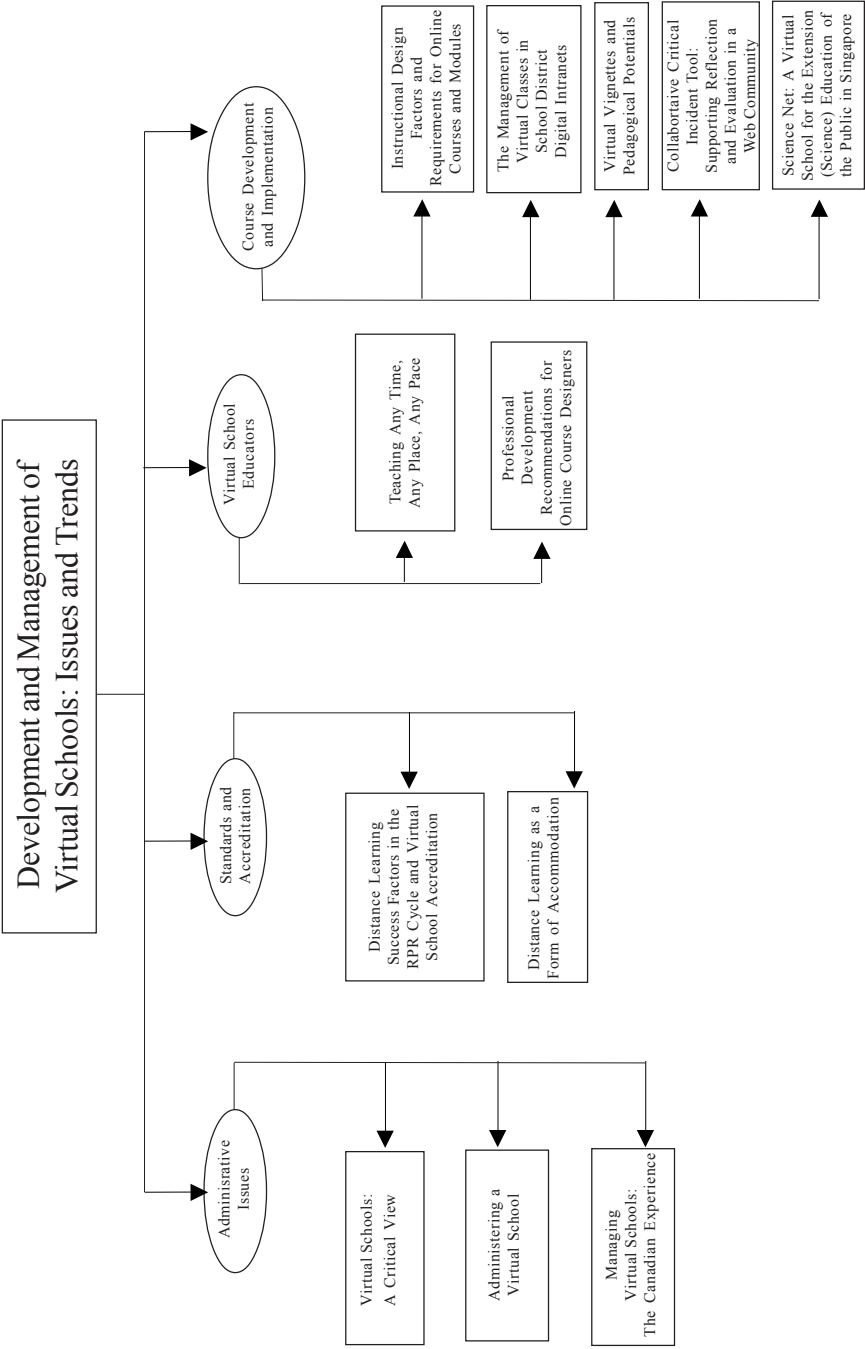 Development and Management of
Virtual Schools: Issues and Trends
Adminisrative
Issues
Virtual Schools:
A Critical View
Administering a
Virtual School
Managing
Virtual Schools:
The Canadian Experience
Standards and
Accreditation
Distance Learning
Success Factors in the
RPR Cycle and Virtual
School Accreditation
Distance Learning as a
Form of Accommodation
Virtual School
Educators
Teaching Any Time,
Any Place, Any Pace
Professional
Development
Recommendations for
Online Course Designers
Course Development
and Implementation
Instructional Design
Factors and
Requirements for Online
Courses and Modules
The Management of
Virtual Classes in
School District
Digital Intranets
Virtual Vignettes and
Pedagogical Potentials
Collabortaive Critical
Incident Tool:
Supporting Reflection
and Evaluation in a
Web Community
Science Net: A Virtual
School for the Extension
(Science) Education of
the Public in Singapore